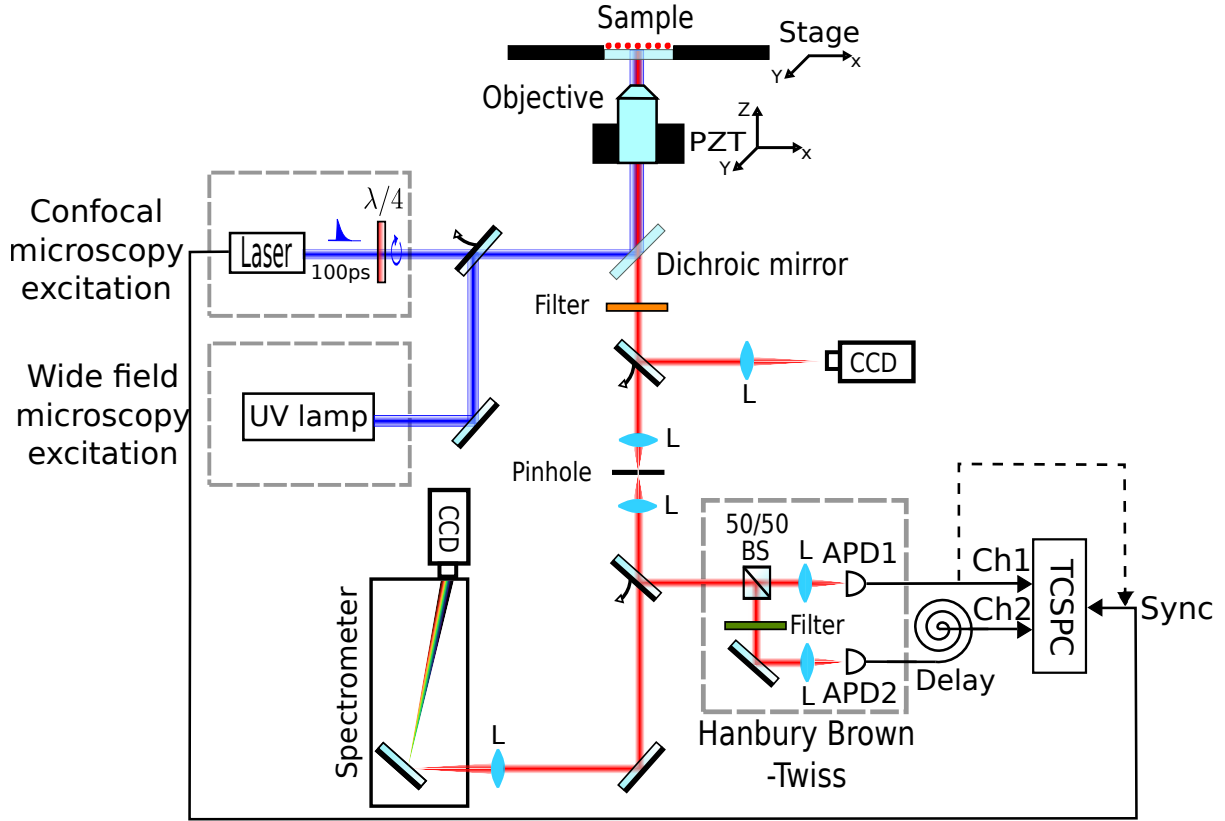 Sample
Stage
x
Y
Objective
PZT
Z
x
Y
Confocal
microscopy
excitation
Laser
λ/4
100ps
Dichroic mirror
Filter
L
CCD
Wide field
microscopy
excitation
UV lamp
L
Pinhole
L
CCD
Spectrometer
L
50/50
BS
L
APD1
Filter
L
APD2
Ch1
Ch2
Delay
TCSPC
Sync
Hanbury Brown
-Twiss